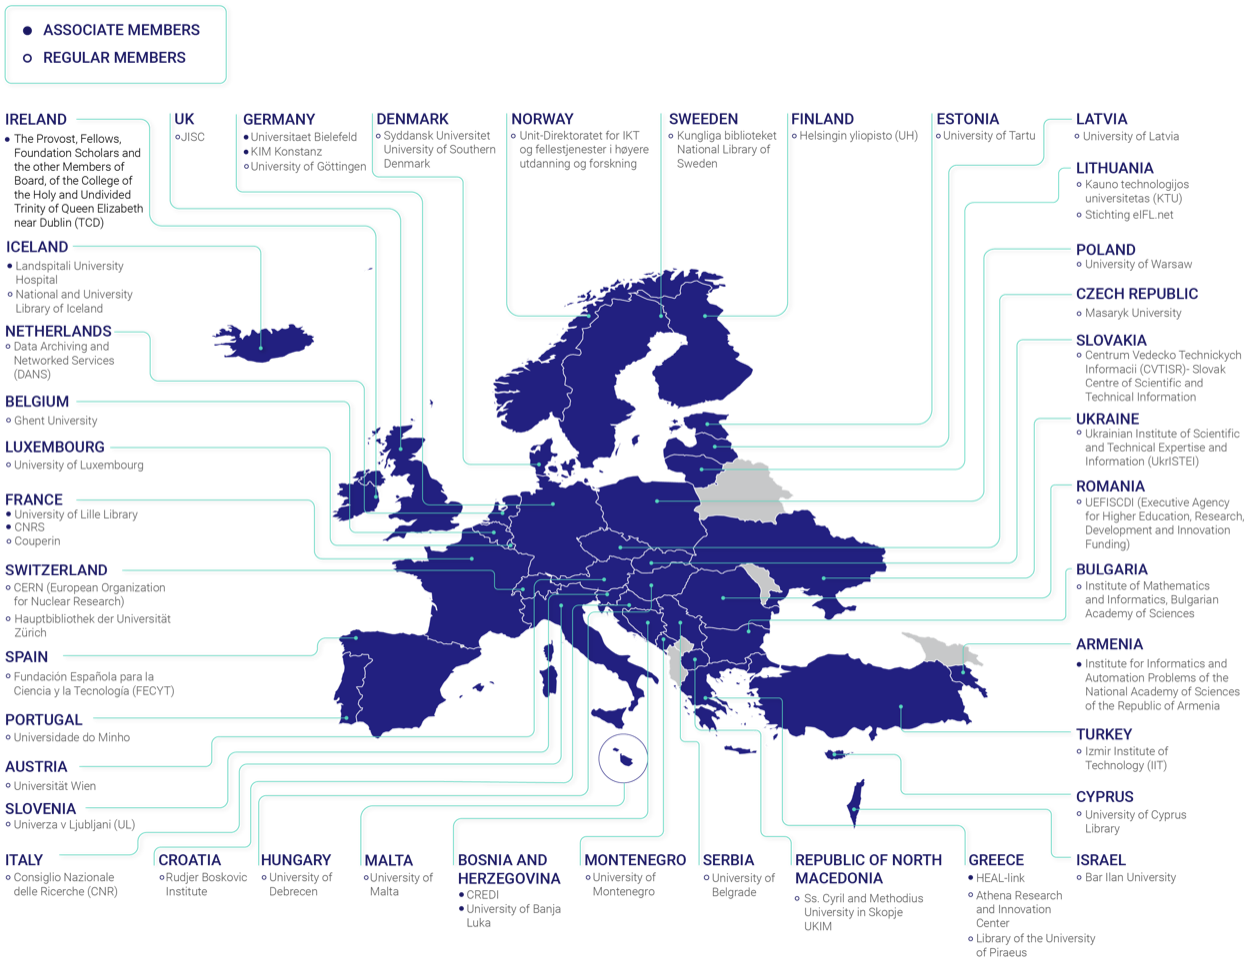 ASSOCIATE MEMBERS
REGULAR MEMBERS
IRELAND
The Provost, Fellows,
Foundation Scholars and
the other Members of
Board, of the College of
the Holy and Undivided
Trinity of Queen Elizabeth
near Dublin (TCD)
UK
JISC
GERMANY
Universitaet Bielefeld
KIM Konstanz
University of Göttingen
DENMARK
Syddansk Universitet
University of Southern
Denmark
NORWAY
Unit-Direktoratet for IKT
og fellestjenester i høyere
utdanning og forskning
SWEEDEN
Kungliga biblioteket
National Library of
Sweden
FINLAND
Helsingin yliopisto (UH)
ESTONIA
University of Tartu
LATVIA
University of Latvia
LITHUANIA
Kauno technologijos
universitetas (KTU)
Stichting eIFL.net
POLAND
University of Warsaw
CZECH REPUBLIC
Masaryk University
SLOVAKIA
Centrum Vedecko Technickych
Informacii (CVTISR)- Slovak
Centre of Scientific and
Technical Information
UKRAINE
Ukrainian Institute of Scientific
and Technical Expertise and
Information (UkrISTEI)
ROMANIA
UEFISCDI (Executive Agency
for Higher Education, Research,
Development and Innovation
Funding)
BULGARIA
Institute of Mathematics
and Informatics, Bulgarian
Academy of Sciences
ARMENIA
Institute for Informatics and
Automation Problems of the
National Academy of Sciences
of the Republic of Armenia
TURKEY
Izmir Institute of
Technology (IIT)
CYPRUS
University of Cyprus
Library
ISRAEL
Bar Ilan University
ICELAND
Landspitali University
Hospital
National and University
Library of Iceland
NETHERLANDS
Data Archiving and
Networked Services
(DANS)
BELGIUM
Ghent University
LUXEMBOURG
University of Luxembourg
FRANCE
University of Lille Library
CNRS
Couperin
SWITZERLAND
CERN (European Organization
for Nuclear Research)
Hauptbibliothek der Universität
Zürich
SPAIN
Fundación Española para la
Ciencia y la Tecnología (FECYT)
PORTUGAL
Universidade do Minho
AUSTRIA
Universität Wien
SLOVENIA
Univerza v Ljubljani (UL)
ITALY
Consiglio Nazionale
delle Ricerche (CNR)
CROATIA
Rudjer Boskovic
Institute
HUNGARY
University of
Debrecen
MALTA
University of
Malta
BOSNIA AND
HERZEGOVINA
CREDI
University of Banja
Luka
MONTENEGRO
University of
Montenegro
SERBIA
University of
Belgrade
REPUBLIC OF NORTH
MACEDONIA
Ss. Cyril and Methodius
University in Skopje
UKIM
GREECE
HEAL-link
Athena Research
and Innovation
Center
Library of the University
of Piraeus